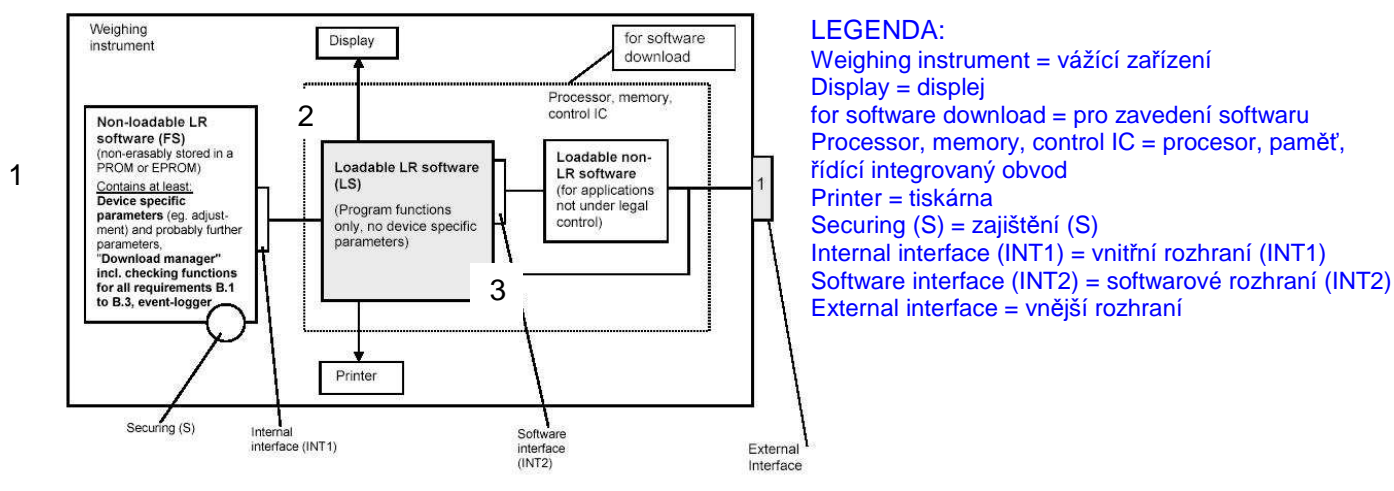 Weighing
instrument
Display
for software
download
Processor, memory,
control IC
1
2
Non-loadable LR
software (FS)
(non-erasably stored in a
PROM or EPROM)
Contains at least:
Device specific
parameters (eg. adjust-
ment) and probably further
parameters,
"Download manager"
incl. checking functions
for all requirements B.1
to B.3, event-logger
Loadable LR software
(LS)
(Program functions
only, no device specific
parameters)
Loadable non-
LR software
(for applications
not under legal
control)
1
3
Printer
Securing (S)
Internal
interface (INT1)
Software
interface
(INT2)
External
Interface
LEGENDA:
Weighing instrument = vážící zařízení
Display = displej
for software download = pro zavedení softwaru
Processor, memory, control IC = procesor, paměť,
řídící integrovaný obvod
Printer = tiskárna
Securing (S) = zajištění (S)
Internal interface (INT1) = vnitřní rozhraní (INT1)
Software interface (INT2) = softwarové rozhraní (INT2)
External interface = vnější rozhraní